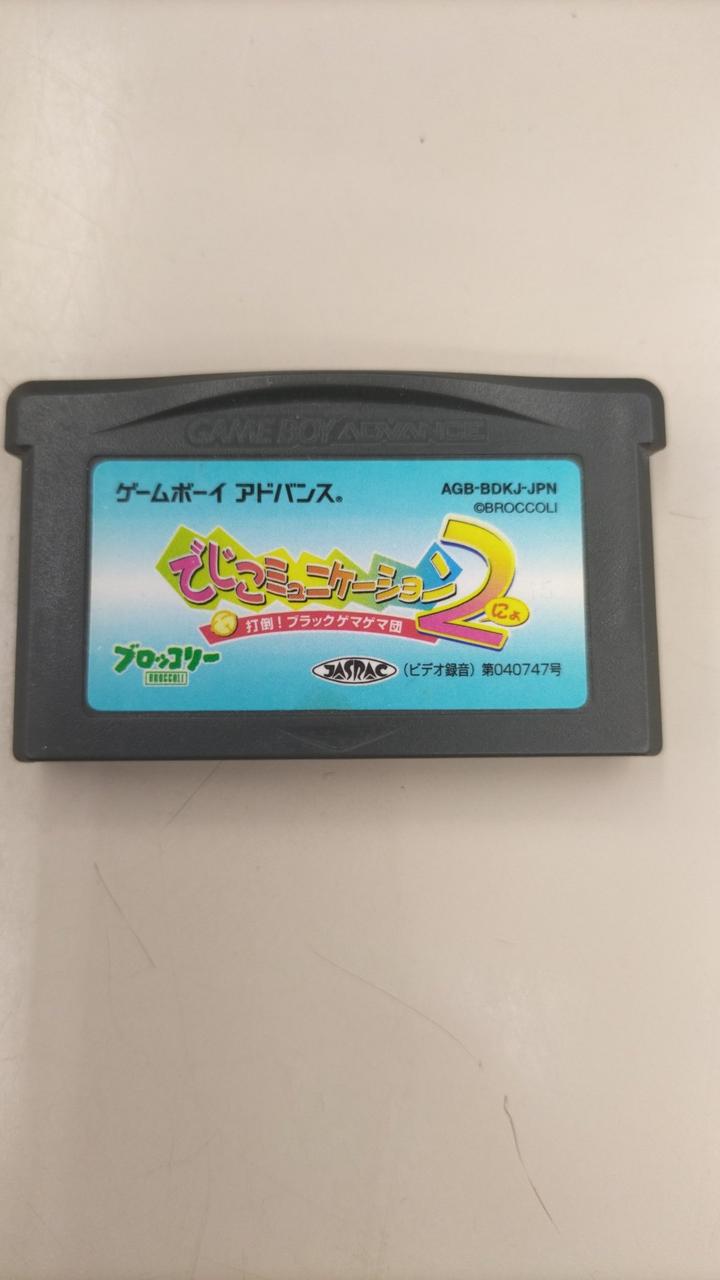 GAME BOY ADVANCE
ゲームボーイ アドバンス®
AGB-BDKJ-JPN
©BROCCOLI
でじこミュニケーション2
にょ
打倒!ブラックゲマゲマ団
ブロッコリー
BROCCOLI
JASRAC (ビデオ録音) 第040747号